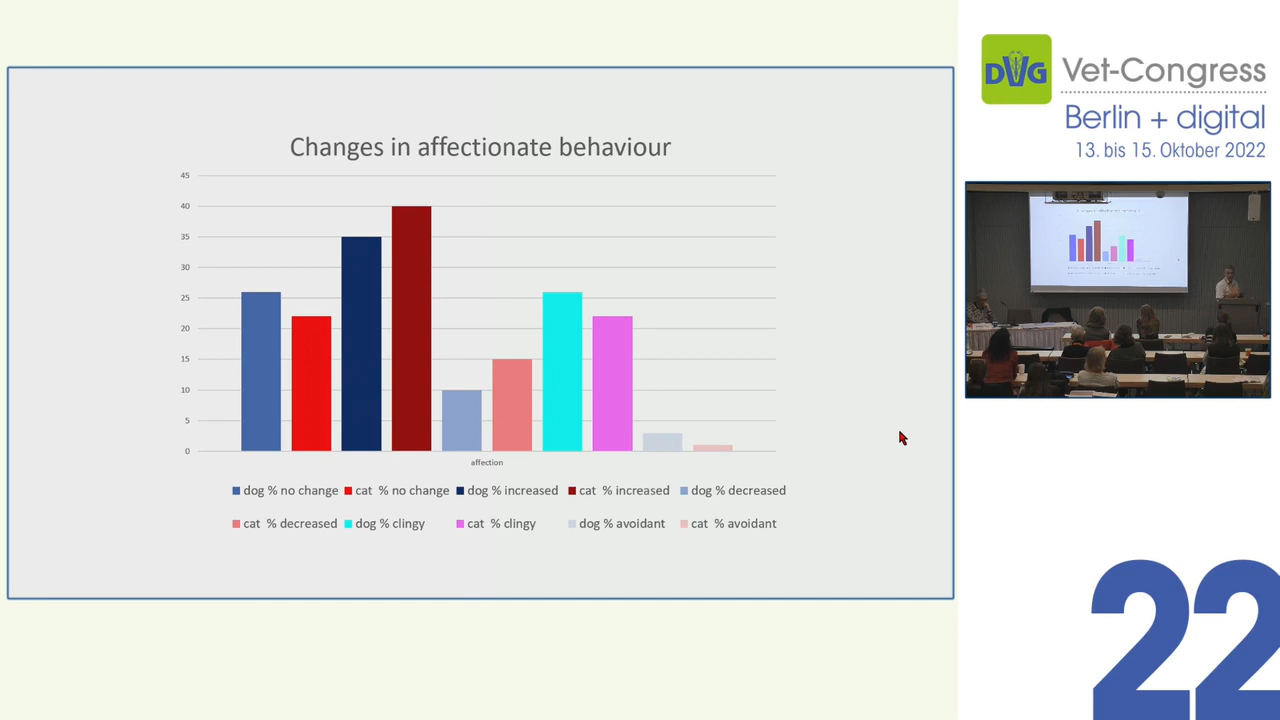 Changes in affectionate behaviour
45
40
35
30
25
20
15
10
5
0
affection
dog % no change cat % no change dog % increased cat % increased dog % decreased
cat % decreased dog % clingy cat % clingy dog % avoidant cat % avoidant
DVG Vet-Congress
Berlin + digital
13. bis 15. Oktober 2022
22